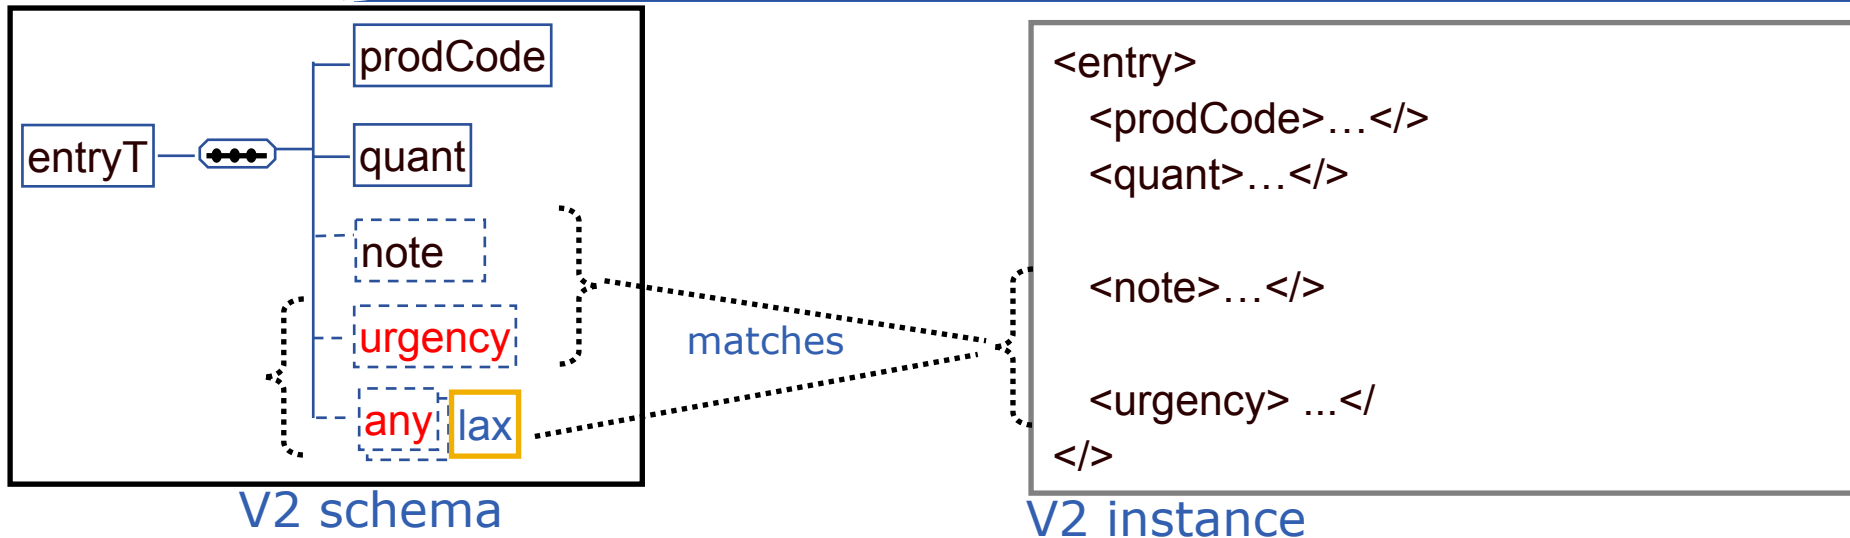 prodCode
entryT
quant
note
urgency
any
lax
V2 schema
matches
<entry>
<prodCode>…</>
<quant>…</>
<note>…</>
<urgency> ...</
</>
V2 instance